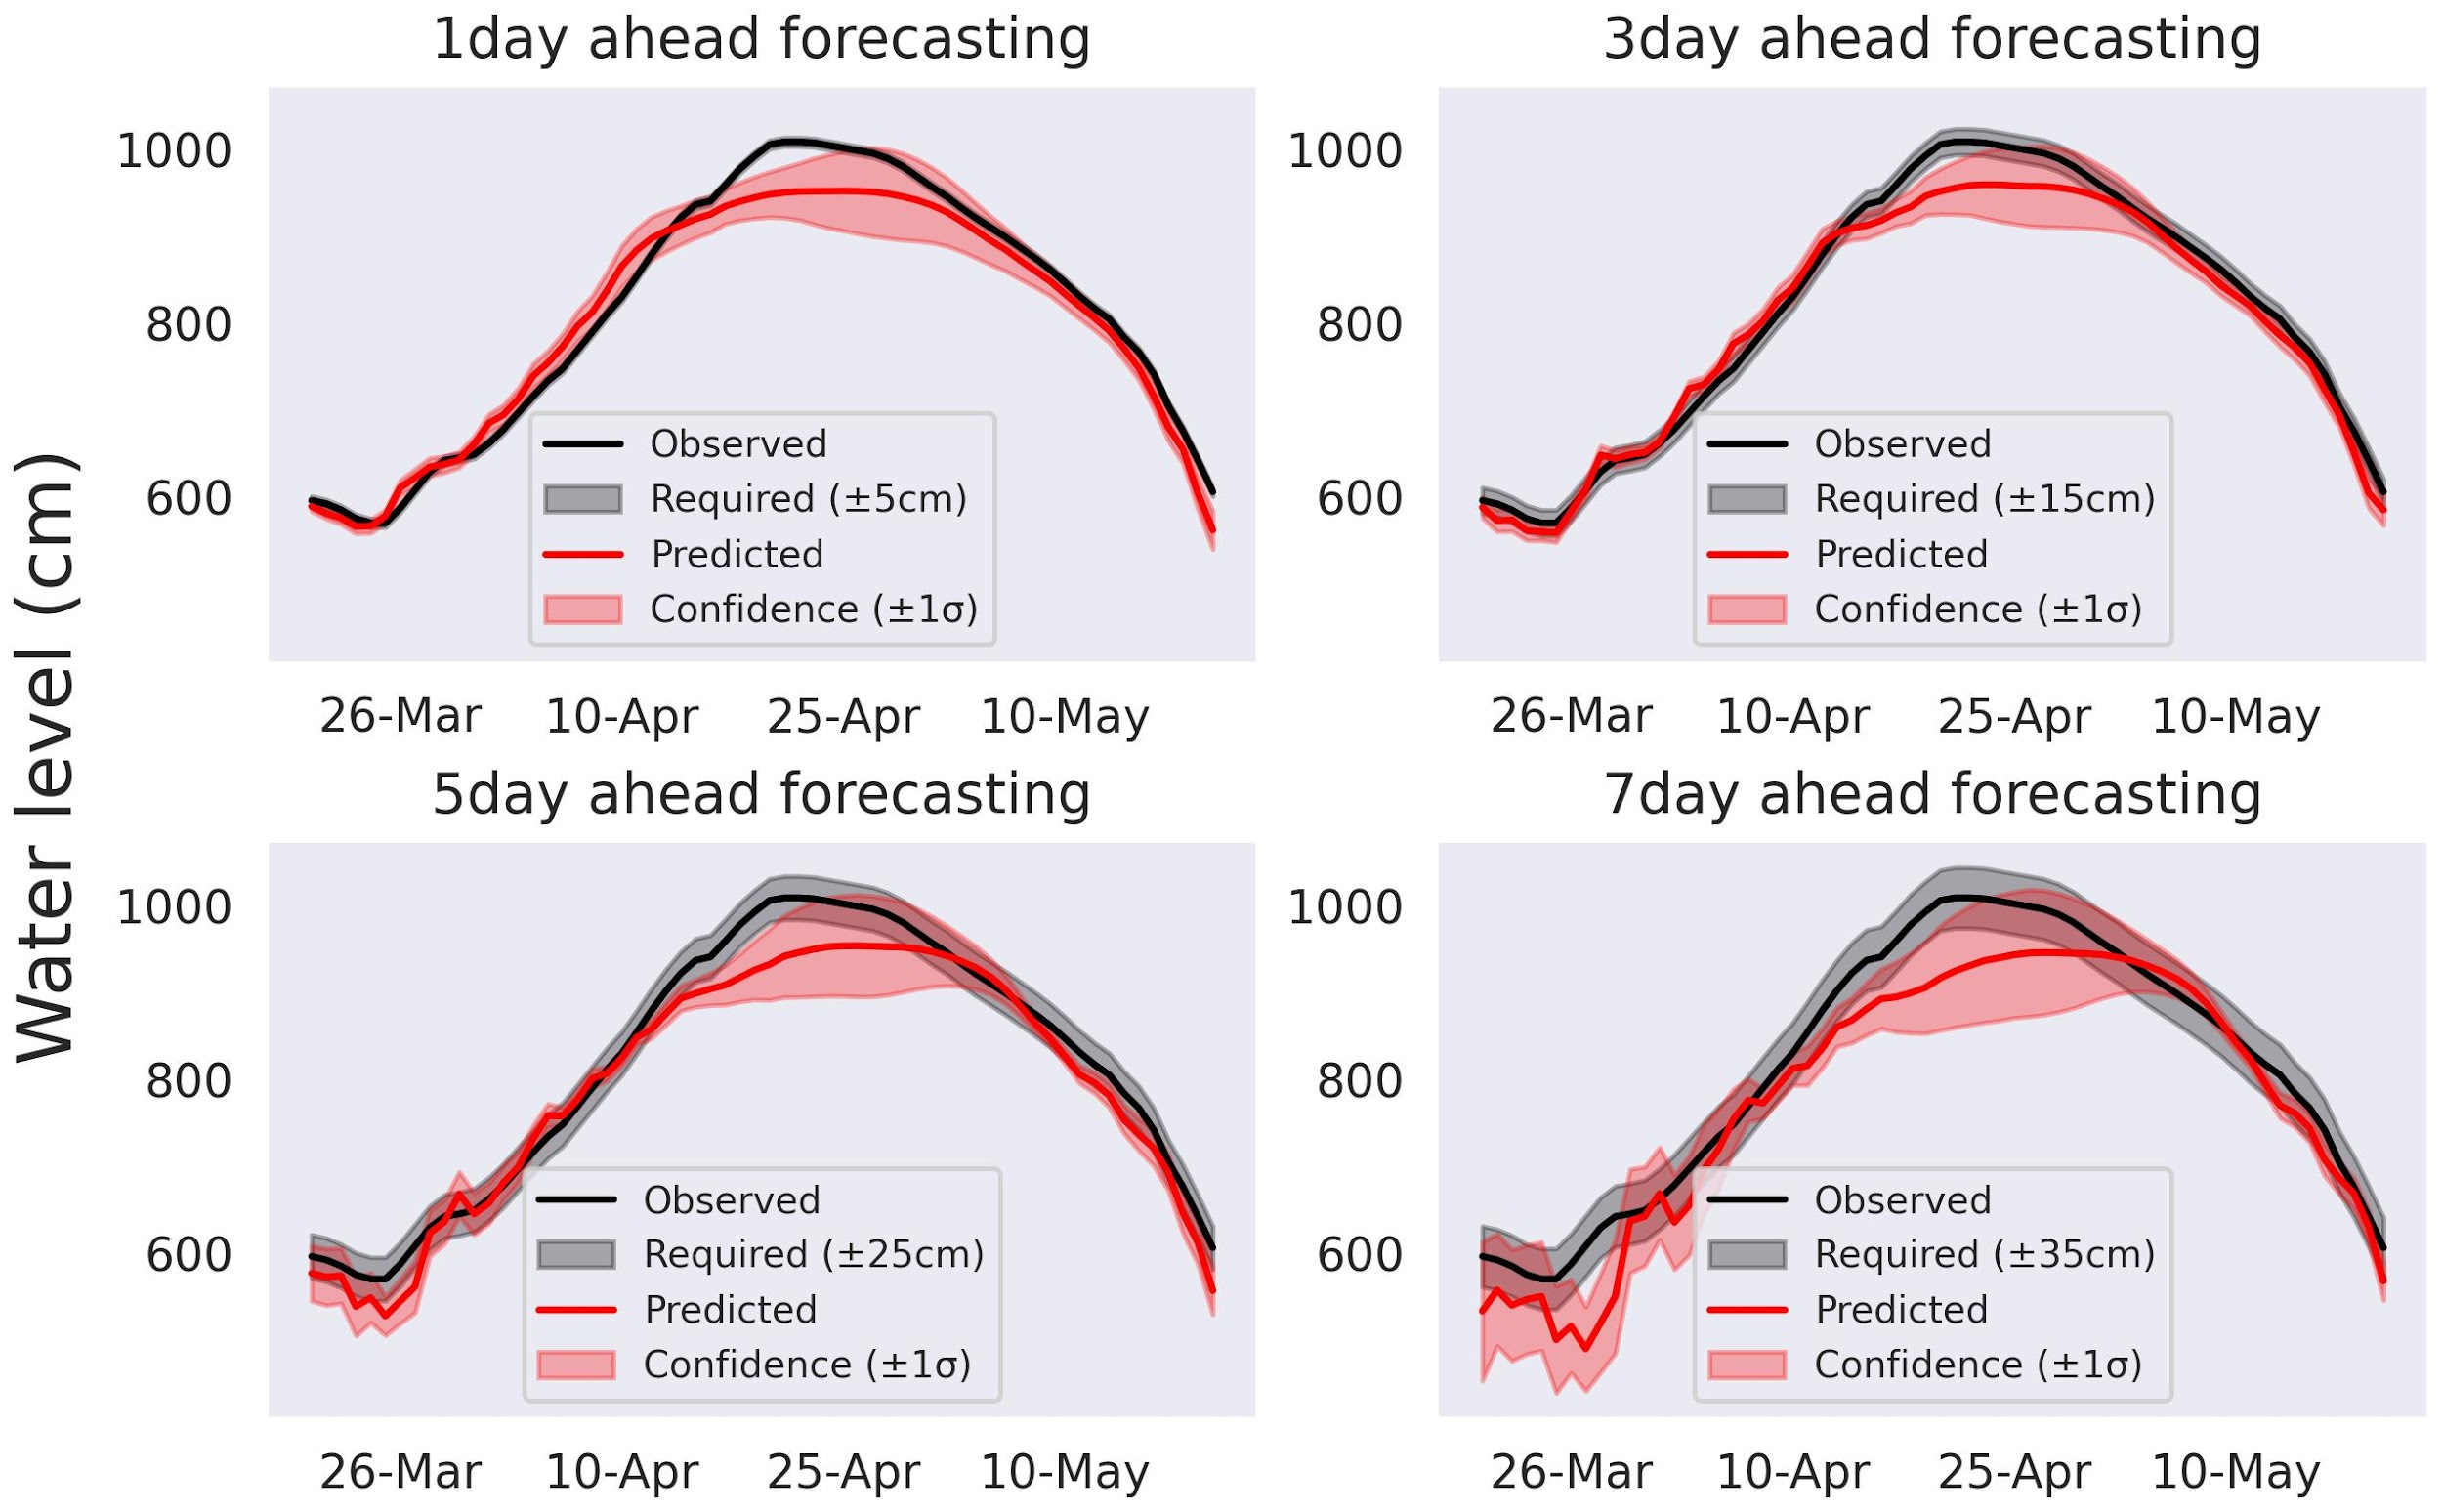 Water level (cm)
1day ahead forecasting
1000
800
600
Observed
Required (±5cm)
Predicted
Confidence (±1σ)
26-Mar 10-Apr 25-Apr 10-May
3day ahead forecasting
1000
800
600
Observed
Required (±15cm)
Predicted
Confidence (±1σ)
26-Mar 10-Apr 25-Apr 10-May
5day ahead forecasting
1000
800
600
Observed
Required (±25cm)
Predicted
Confidence (±1σ)
26-Mar 10-Apr 25-Apr 10-May
7day ahead forecasting
1000
800
600
Observed
Required (±35cm)
Predicted
Confidence (±1σ)
26-Mar 10-Apr 25-Apr 10-May